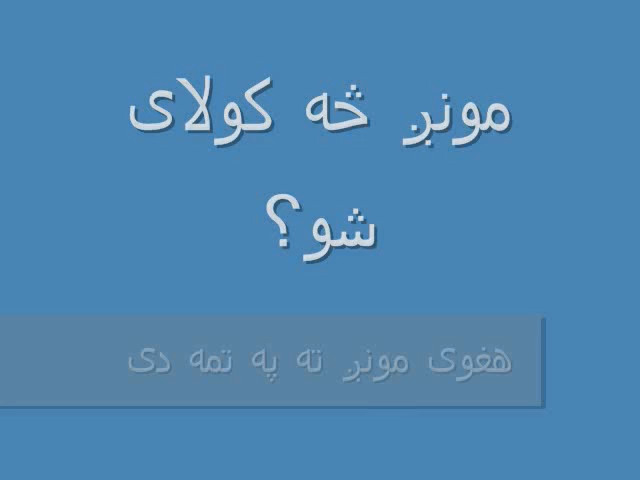 مونږ څه کولای
شو؟
هغوی مونږ ته په تمه دی